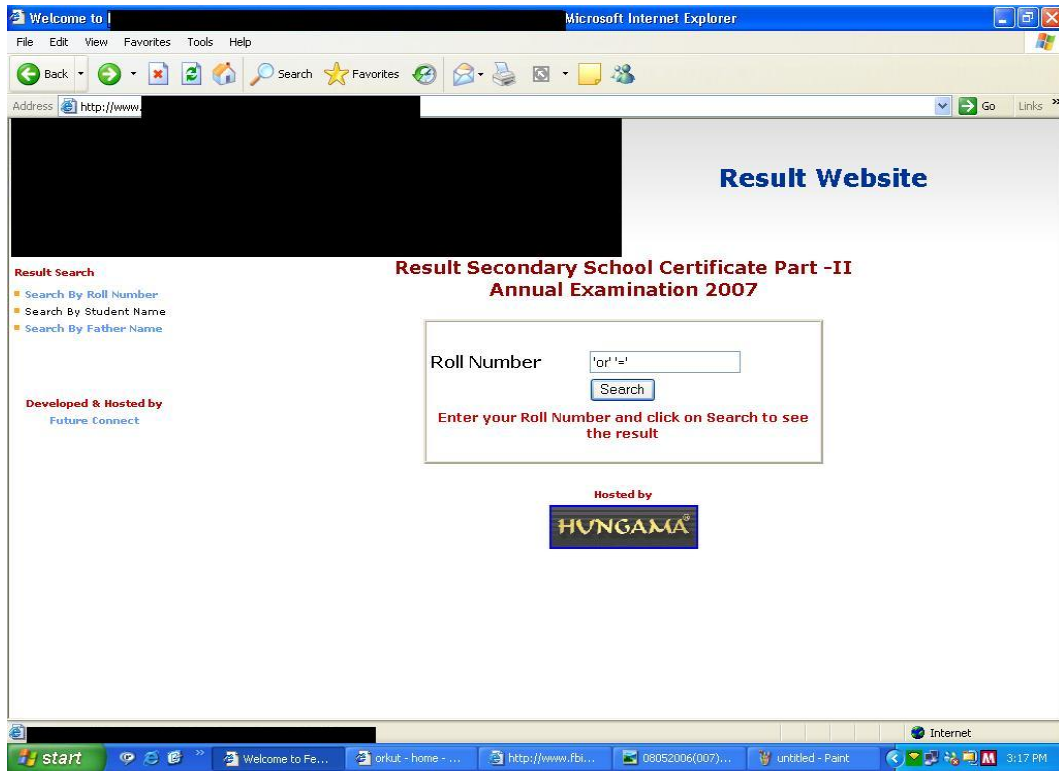 Welcome to
Microsoft Internet Explorer
File Edit View Favorites Tools Help
Back Search Favorites
Address http://www. Go Links »
Result Website
Result Search
Search By Roll Number
Search By Student Name
Search By Father Name
Developed & Hosted by
Future Connect
Result Secondary School Certificate Part -II
Annual Examination 2007
Roll Number 'or' '='
Search
Enter your Roll Number and click on Search to see
the result
Hosted by
HUNGAMA®
Internet
start » Welcome to Fe... orkut - home - ... http://www.fbi... 08052006(007)... untitled - Paint 3:17 PM